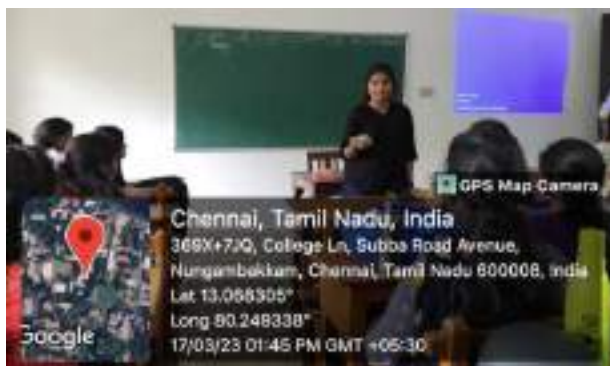 GPS Map Camera
Chennai, Tamil Nadu, India
369X+7JQ, College Ln, Subba Road Avenue,
Nungambakkam, Chennai, Tamil Nadu 600008, India
Lat 13.068305°
Long 80.248338°
17/03/23 01:45 PM GMT +05:30
Google